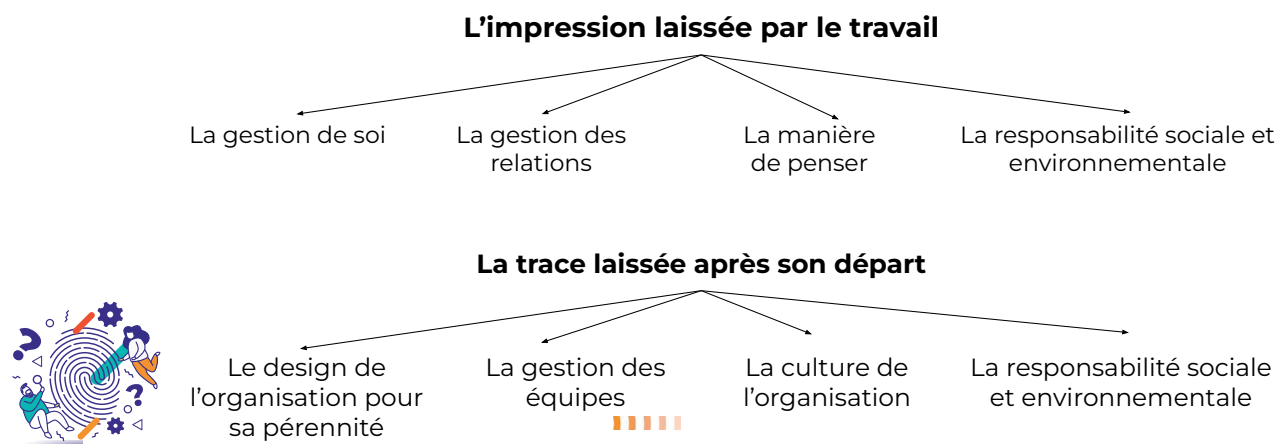 L’impression laissée par le travail
La gestion de soi
La gestion des
relations
La manière
de penser
La responsabilité sociale et
environnementale
La trace laissée après son départ
Le design de
l’organisation pour
sa pérennité
La gestion des
équipes
La culture de
l’organisation
La responsabilité sociale
et environnementale